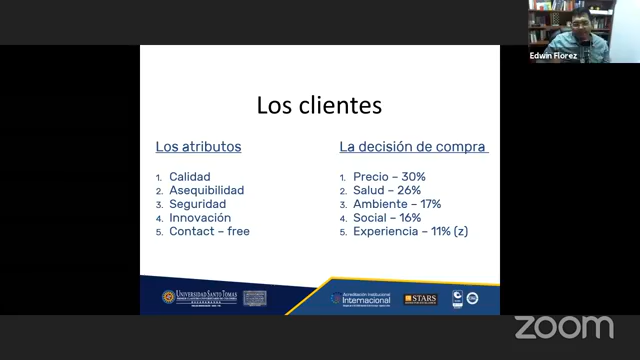 Edwin Florez
Los clientes
Los atributos
1. Calidad
2. Asequibilidad
3. Seguridad
4. Innovación
5. Contact – free
La decisión de compra
1. Precio – 30%
2. Salud – 26%
3. Ambiente – 17%
4. Social – 16%
5. Experiencia – 11% (z)
UNIVERSIDAD SANTO TOMÁS
Acreditación Institucional
Internacional
STARS
zoom